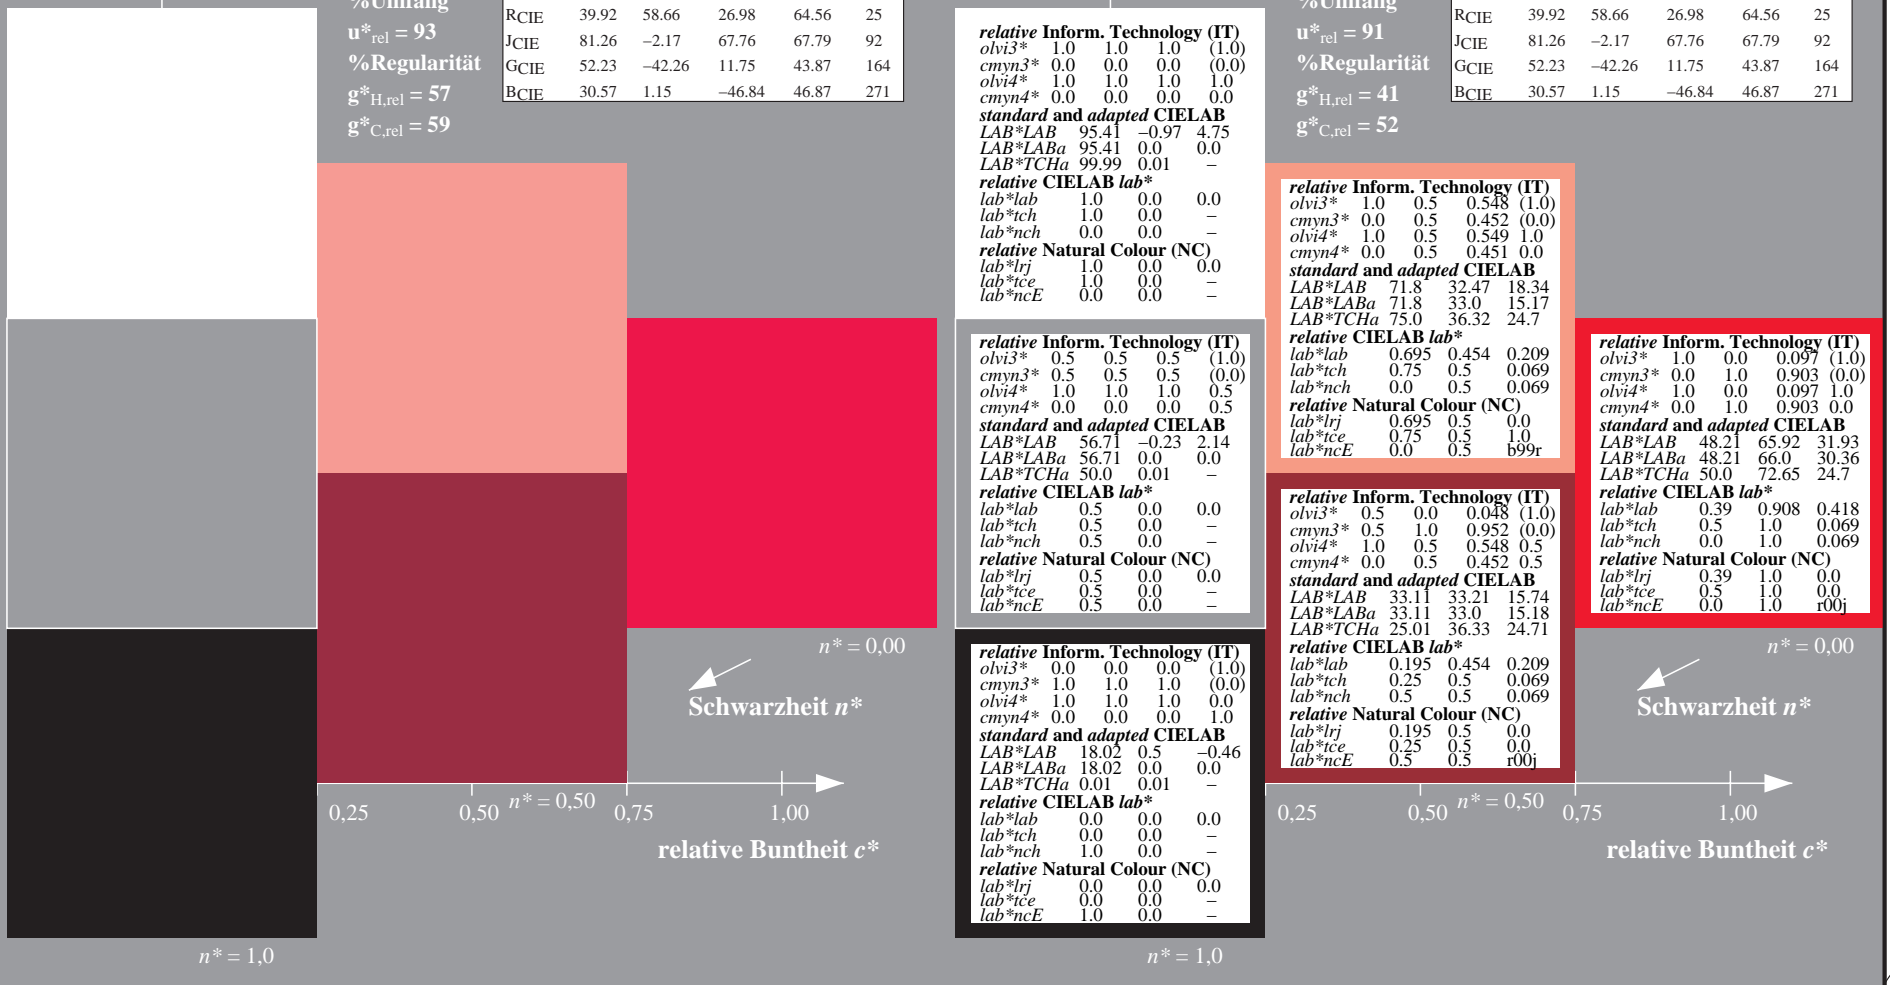 %Umfang
u*rel = 93
%Regularität
g*H,rel = 57
g*C,rel = 59
RCIE 39.92 58.66 26.98 64.56 25
JCIE 81.26 −2.17 67.76 67.79 92
GCIE 52.23 −42.26 11.75 43.87 164
BCIE 30.57 1.15 −46.84 46.87 271
n* = 0,00
Schwarzheit n*
0,25 0,50 n* = 0,50 0,75 1,00
relative Buntheit c*
n* = 1,0
%Umfang
u*rel = 91
%Regularität
g*H,rel = 41
g*C,rel = 52
RCIE 39.92 58.66 26.98 64.56 25
JCIE 81.26 −2.17 67.76 67.79 92
GCIE 52.23 −42.26 11.75 43.87 164
BCIE 30.57 1.15 −46.84 46.87 271
relative Inform. Technology (IT)
olvi3* 1.0 1.0 1.0 (1.0)
cmyn3* 0.0 0.0 0.0 (0.0)
olvi4* 1.0 1.0 1.0 1.0
cmyn4* 0.0 0.0 0.0 0.0
standard and adapted CIELAB
LAB*LAB 95.41 −0.97 4.75
LAB*LABa 95.41 0.0 0.0
LAB*TCHa 99.99 0.01 –
relative CIELAB lab*
lab*lab 1.0 0.0 0.0
lab*tch 1.0 0.0 –
lab*nch 0.0 0.0 –
relative Natural Colour (NC)
lab*lrj 1.0 0.0 0.0
lab*tce 1.0 0.0 –
lab*ncE 0.0 0.0 –
relative Inform. Technology (IT)
olvi3* 0.5 0.5 0.5 (1.0)
cmyn3* 0.5 0.5 0.5 (0.0)
olvi4* 1.0 1.0 1.0 0.5
cmyn4* 0.0 0.0 0.0 0.5
standard and adapted CIELAB
LAB*LAB 56.71 −0.23 2.14
LAB*LABa 56.71 0.0 0.0
LAB*TCHa 50.0 0.01 –
relative CIELAB lab*
lab*lab 0.5 0.0 0.0
lab*tch 0.5 0.0 –
lab*nch 0.5 0.0 –
relative Natural Colour (NC)
lab*lrj 0.5 0.0 0.0
lab*tce 0.5 0.0 –
lab*ncE 0.5 0.0 –
relative Inform. Technology (IT)
olvi3* 0.0 0.0 0.0 (1.0)
cmyn3* 1.0 1.0 1.0 (0.0)
olvi4* 1.0 1.0 1.0 0.0
cmyn4* 0.0 0.0 0.0 1.0
standard and adapted CIELAB
LAB*LAB 18.02 0.5 −0.46
LAB*LABa 18.02 0.0 0.0
LAB*TCHa 0.01 0.01 –
relative CIELAB lab*
lab*lab 0.0 0.0 0.0
lab*tch 0.0 0.0 –
lab*nch 1.0 0.0 –
relative Natural Colour (NC)
lab*lrj 0.0 0.0 0.0
lab*tce 0.0 0.0 –
lab*ncE 1.0 0.0 –
relative Inform. Technology (IT)
olvi3* 1.0 0.5 0.548 (1.0)
cmyn3* 0.0 0.5 0.452 (0.0)
olvi4* 1.0 0.5 0.549 1.0
cmyn4* 0.0 0.5 0.451 0.0
standard and adapted CIELAB
LAB*LAB 71.8 32.47 18.34
LAB*LABa 71.8 33.0 15.17
LAB*TCHa 75.0 36.32 24.7
relative CIELAB lab*
lab*lab 0.695 0.454 0.209
lab*tch 0.75 0.5 0.069
lab*nch 0.0 0.5 0.069
relative Natural Colour (NC)
lab*lrj 0.695 0.5 0.0
lab*tce 0.75 0.5 1.0
lab*ncE 0.0 0.5 b99r
relative Inform. Technology (IT)
olvi3* 0.5 0.0 0.048 (1.0)
cmyn3* 0.5 1.0 0.952 (0.0)
olvi4* 1.0 0.5 0.548 0.5
cmyn4* 0.0 0.5 0.452 0.5
standard and adapted CIELAB
LAB*LAB 33.11 33.21 15.74
LAB*LABa 33.11 33.0 15.18
LAB*TCHa 25.01 36.33 24.71
relative CIELAB lab*
lab*lab 0.195 0.454 0.209
lab*tch 0.25 0.5 0.069
lab*nch 0.5 0.5 0.069
relative Natural Colour (NC)
lab*lrj 0.195 0.5 0.0
lab*tce 0.25 0.5 0.0
lab*ncE 0.5 0.5 r00j
relative Inform. Technology (IT)
olvi3* 1.0 0.0 0.097 (1.0)
cmyn3* 0.0 1.0 0.903 (0.0)
olvi4* 1.0 0.0 0.097 1.0
cmyn4* 0.0 1.0 0.903 0.0
standard and adapted CIELAB
LAB*LAB 48.21 65.92 31.93
LAB*LABa 48.21 66.0 30.36
LAB*TCHa 50.0 72.65 24.7
relative CIELAB lab*
lab*lab 0.39 0.908 0.418
lab*tch 0.5 1.0 0.069
lab*nch 0.0 1.0 0.069
relative Natural Colour (NC)
lab*lrj 0.39 1.0 0.0
lab*tce 0.5 1.0 0.0
lab*ncE 0.0 1.0 r00j
n* = 0,00
Schwarzheit n*
0,25 0,50 n* = 0,50 0,75 1,00
relative Buntheit c*
n* = 1,0